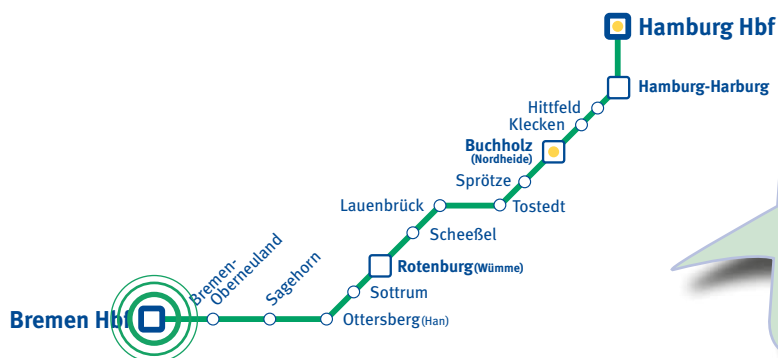 Hamburg Hbf
Hamburg-Harburg
Hittfeld
Klecken
Buchholz
(Nordheide)
Sprötze
Lauenbrück
Tostedt
Scheeßel
Rotenburg(Wümme)
Bremen-
Oberneuland
Sagehorn
Sottrum
Bremen Hbf
Ottersberg(Han)